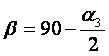 β = 90 − α₃/2